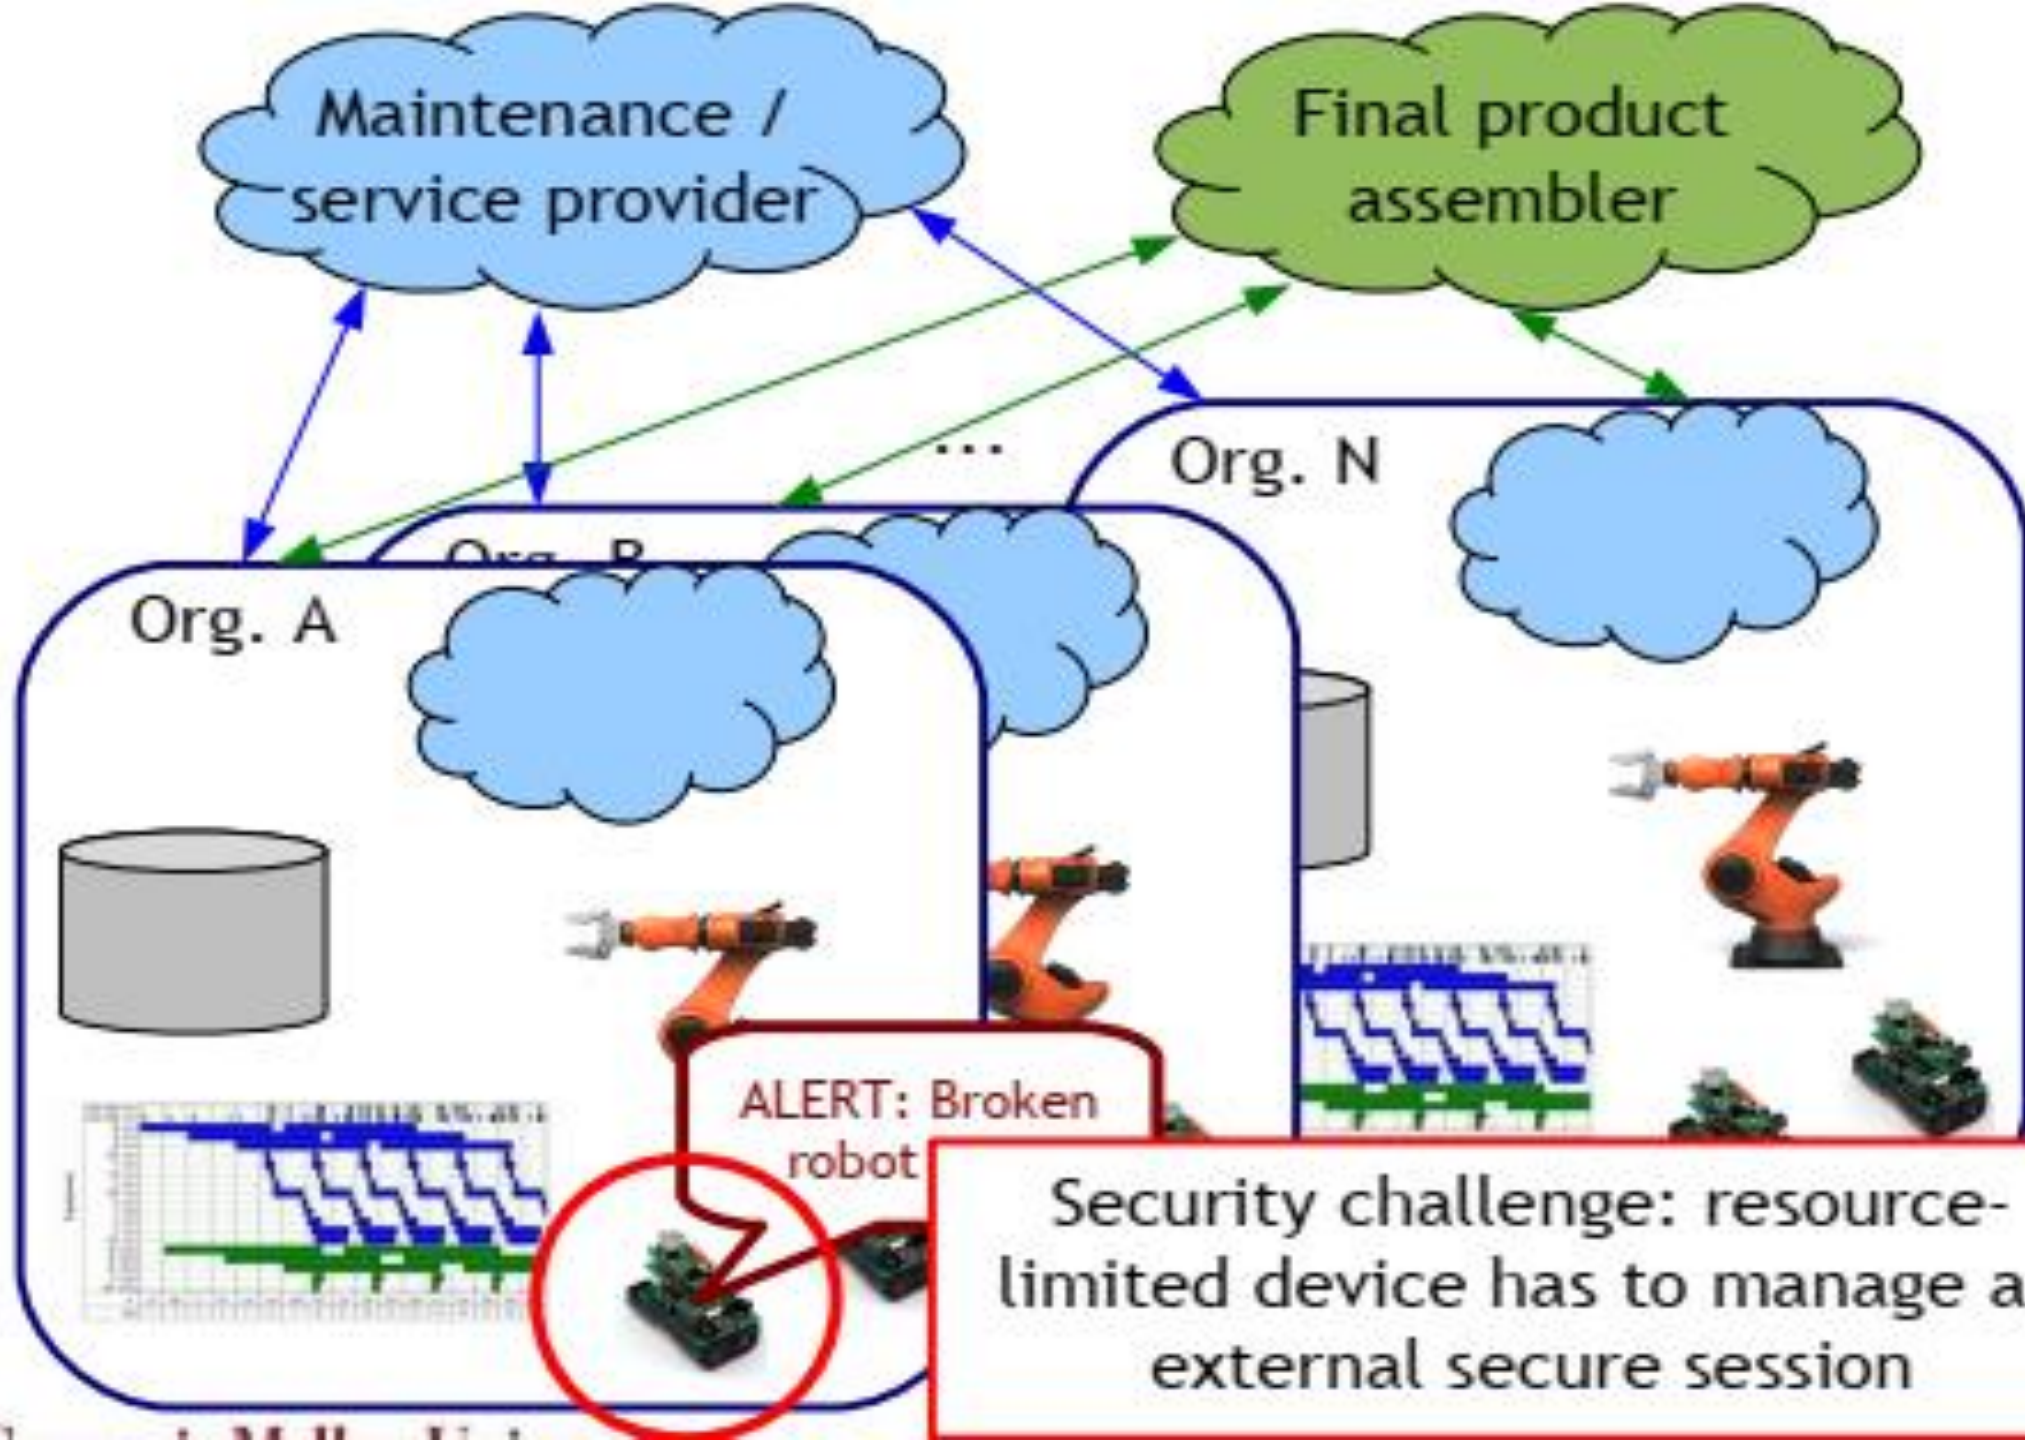 Maintenance /
service provider
Final product
assembler
...
Org. N
Org. B
Org. A
ALERT: Broken
robot
Security challenge: resource-
limited device has to manage a
external secure session